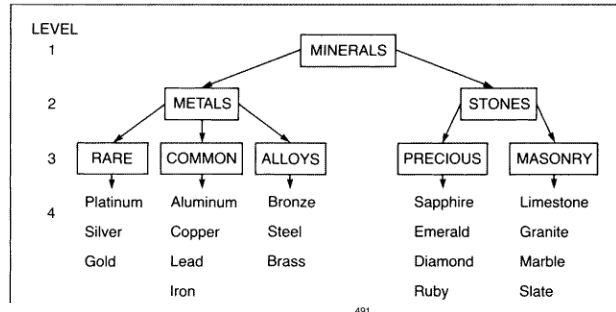 LEVEL
1 MINERALS
2 METALS STONES
3 RARE COMMON ALLOYS PRECIOUS MASONRY
4 Platinum Aluminum Bronze Sapphire Limestone
Silver Copper Steel Emerald Granite
Gold Lead Brass Diamond Marble
Iron Ruby Slate
491